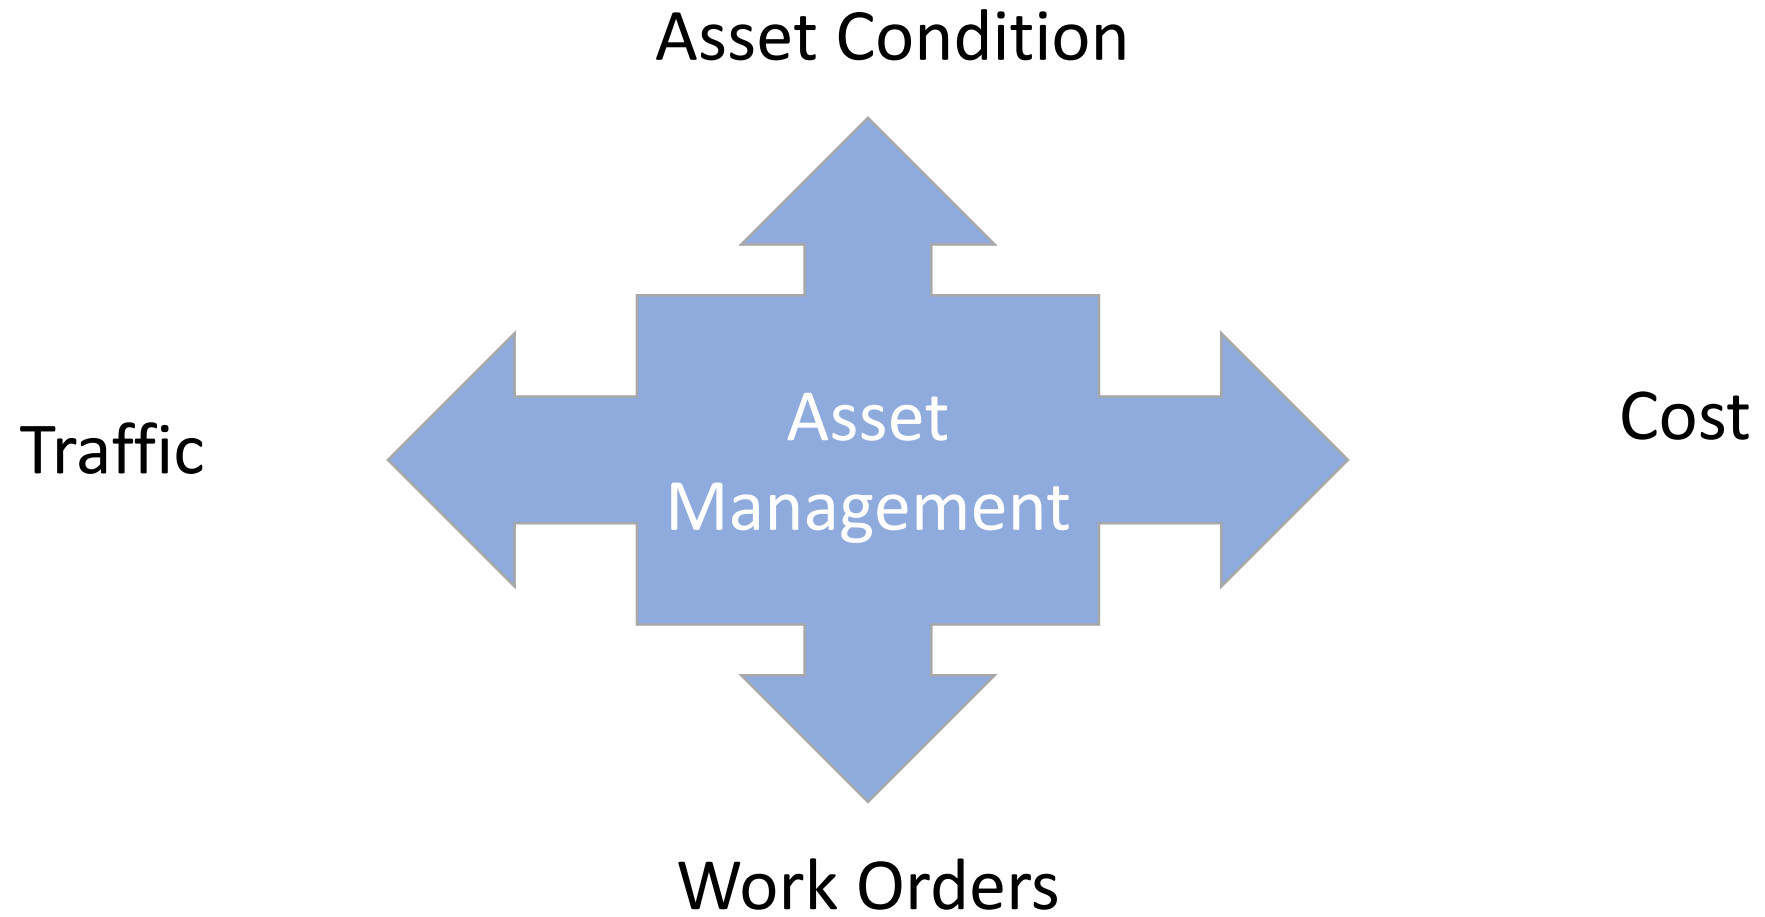 Asset Condition
Traffic
Asset
Management
Cost
Work Orders